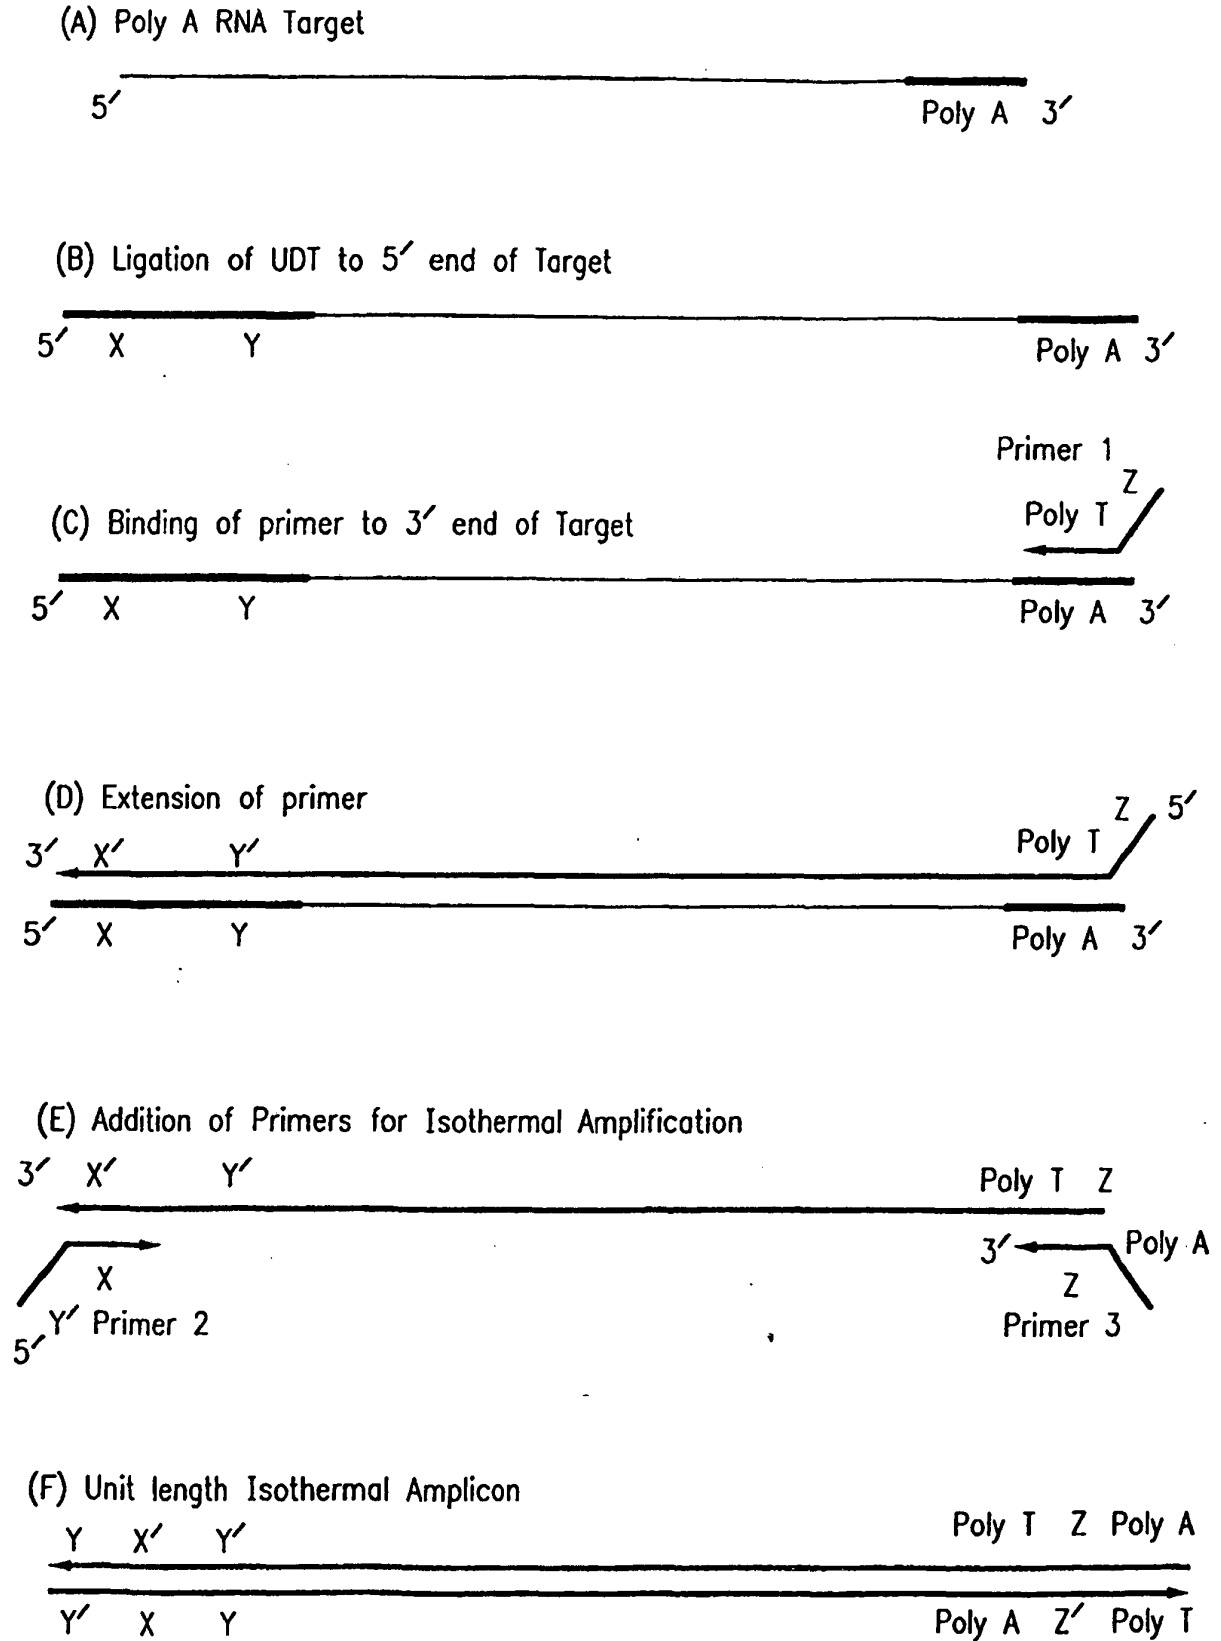 (A) Poly A RNA Target
5′ Poly A 3′
(B) Ligation of UDT to 5′ end of Target
5′ X Y Poly A 3′
Primer 1
Z
(C) Binding of primer to 3′ end of Target Poly T
5′ X Y Poly A 3′
(D) Extension of primer
Z 5′
3′ X′ Y′ Poly T
5′ X Y Poly A 3′
(E) Addition of Primers for Isothermal Amplification
3′ X′ Y′ Poly T Z
3′ Poly A
X Z
5′ Y′ Primer 2 Primer 3
(F) Unit length Isothermal Amplicon
Y X′ Y′ Poly T Z Poly A
Y′ X Y Poly A Z′ Poly T